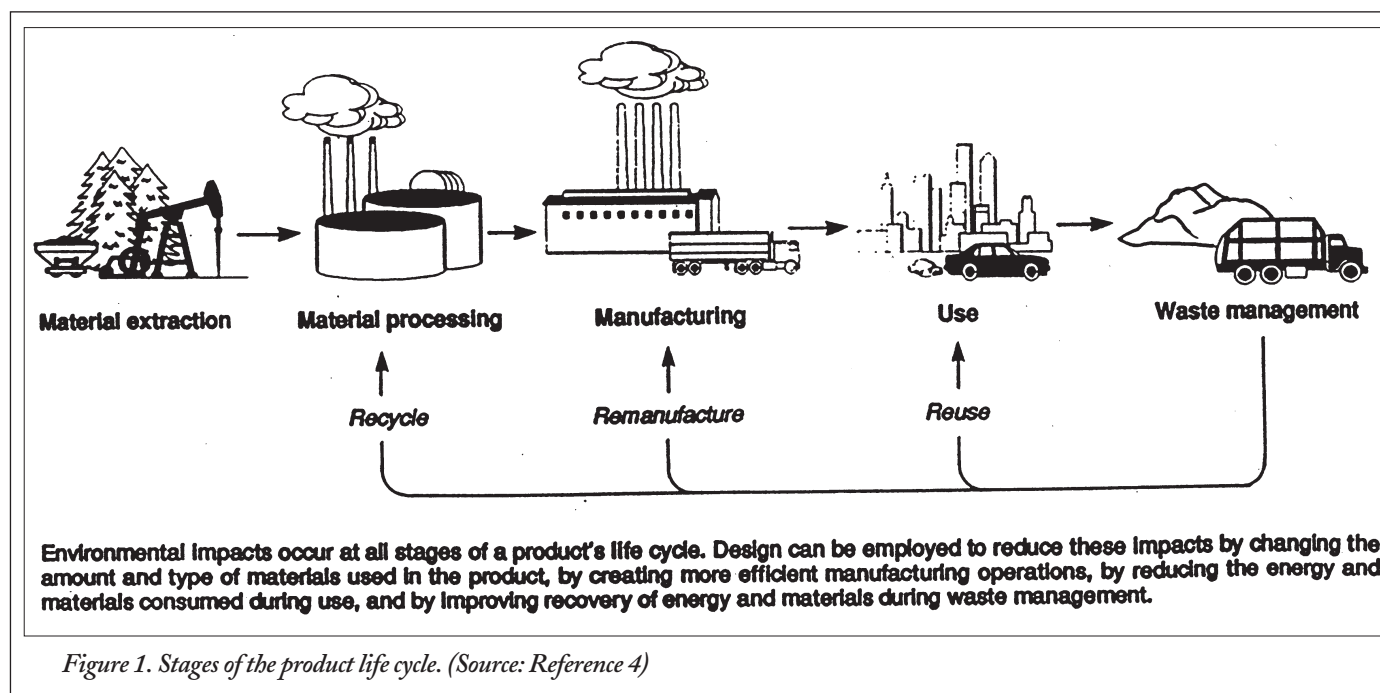 Material extraction
Material processing
Manufacturing
Use
Waste management
Recycle
Remanufacture
Reuse
Environmental impacts occur at all stages of a product's life cycle. Design can be employed to reduce these impacts by changing the
amount and type of materials used in the product, by creating more efficient manufacturing operations, by reducing the energy and
materials consumed during use, and by improving recovery of energy and materials during waste management.
Figure 1. Stages of the product life cycle. (Source: Reference 4)